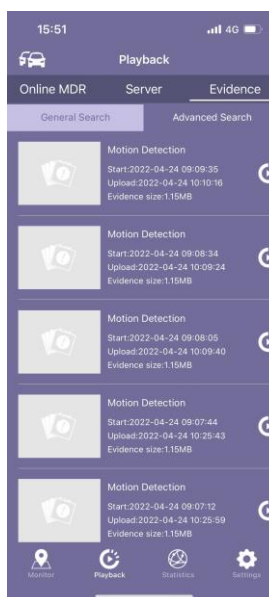 15:51
4G
Playback
Online MDR Server Evidence
General Search Advanced Search
Motion Detection
Start:2022-04-24 09:09:35
Upload:2022-04-24 10:10:16
Evidence size:1.15MB
Motion Detection
Start:2022-04-24 09:08:34
Upload:2022-04-24 10:09:24
Evidence size:1.15MB
Motion Detection
Start:2022-04-24 09:08:05
Upload:2022-04-24 10:09:40
Evidence size:1.15MB
Motion Detection
Start:2022-04-24 09:07:44
Upload:2022-04-24 10:25:43
Evidence size:1.15MB
Motion Detection
Start:2022-04-24 09:07:12
Upload:2022-04-24 10:25:59
Evidence size:1.15MB
Monitor Playback Statistics Settings